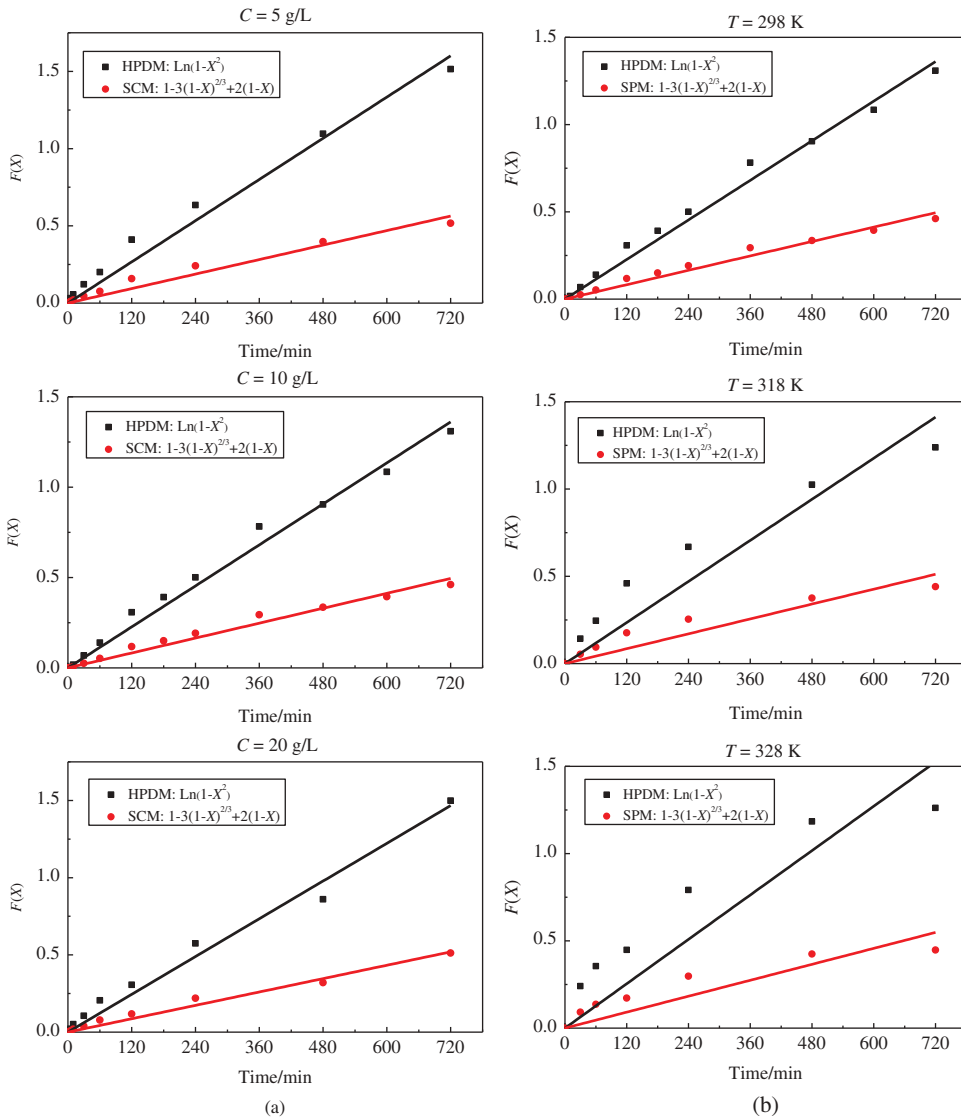 C = 5 g/L
HPDM: Ln(1-X²)
SCM: 1-3(1-X)^2/3+2(1-X)
F(X)
1.5
1.0
0.5
0.0
0 120 240 360 480 600 720
Time/min
C = 10 g/L
HPDM: Ln(1-X²)
SCM: 1-3(1-X)^2/3+2(1-X)
F(X)
1.5
1.0
0.5
0.0
0 120 240 360 480 600 720
Time/min
C = 20 g/L
HPDM: Ln(1-X²)
SCM: 1-3(1-X)^2/3+2(1-X)
F(X)
1.5
1.0
0.5
0.0
0 120 240 360 480 600 720
Time/min
(a)
T = 298 K
HPDM: Ln(1-X²)
SPM: 1-3(1-X)^2/3+2(1-X)
F(X)
1.5
1.0
0.5
0.0
0 120 240 360 480 600 720
Time/min
T = 318 K
HPDM: Ln(1-X²)
SPM: 1-3(1-X)^2/3+2(1-X)
F(X)
1.5
1.0
0.5
0.0
0 120 240 360 480 600 720
Time/min
T = 328 K
HPDM: Ln(1-X²)
SPM: 1-3(1-X)^2/3+2(1-X)
F(X)
1.5
1.0
0.5
0.0
0 120 240 360 480 600 720
Time/min
(b)